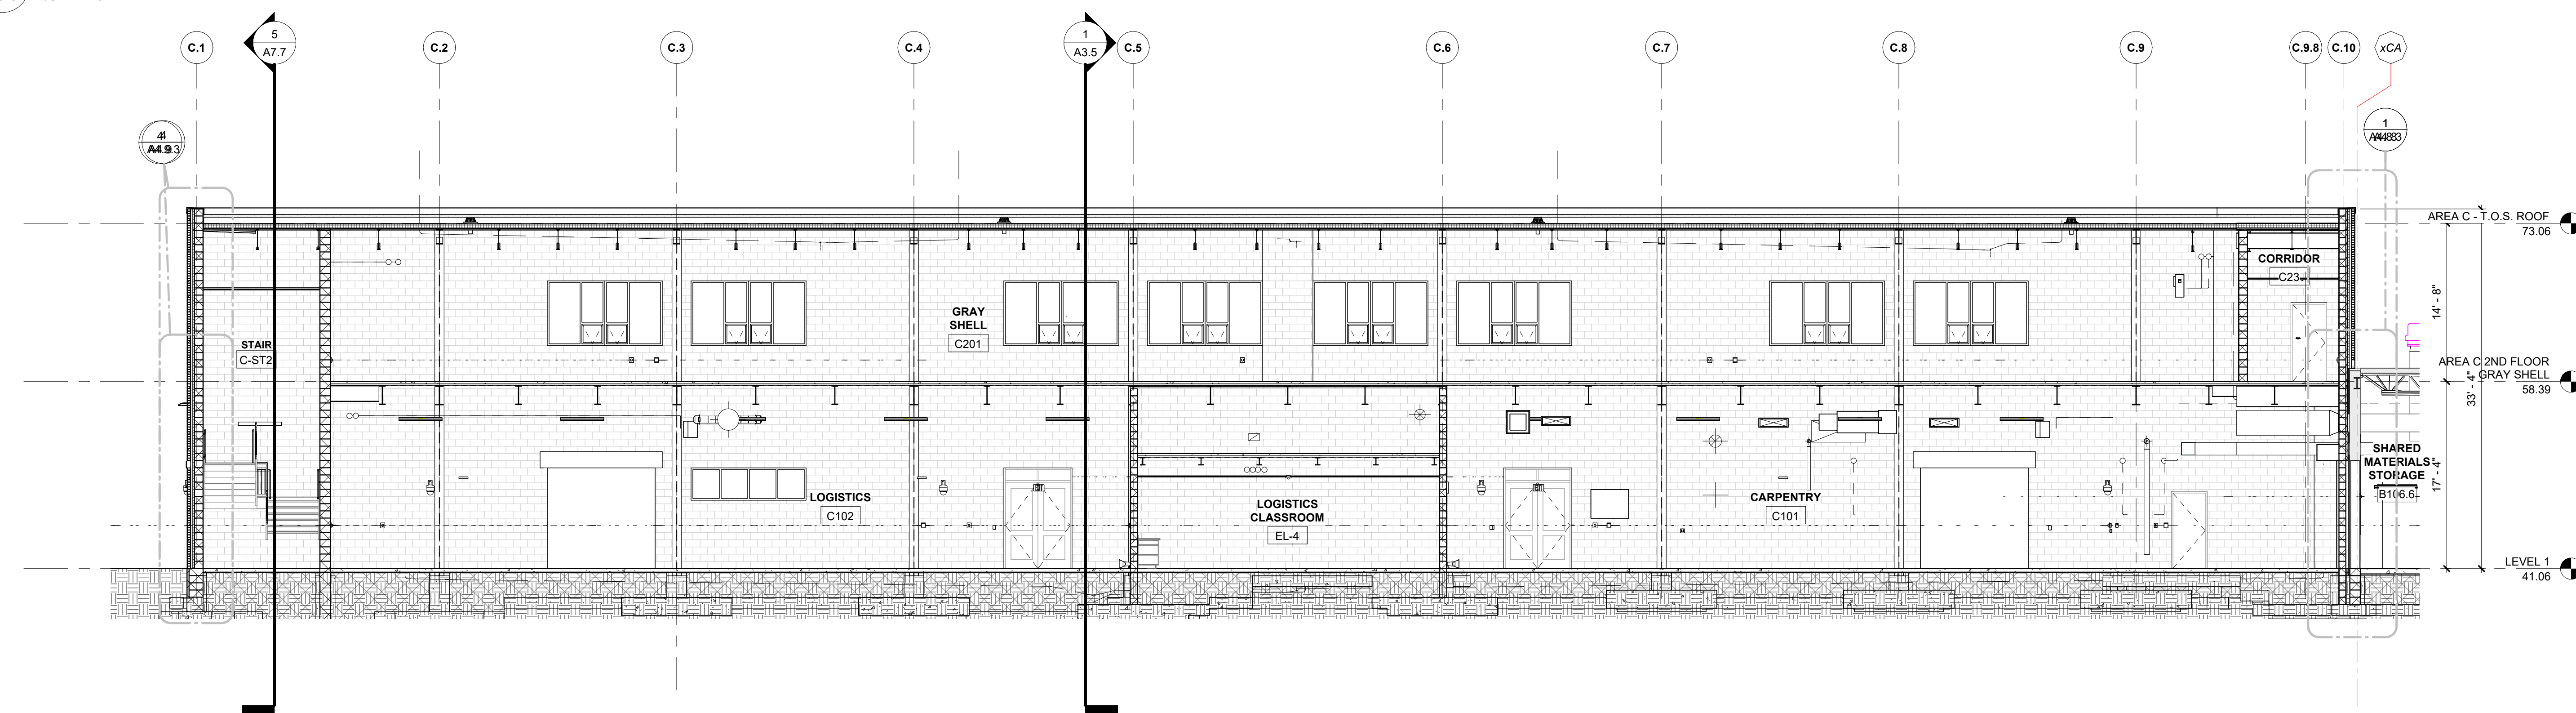 C.1
5
A7.7
C.2
C.3
C.4
1
A3.5
C.5
C.6
C.7
C.8
C.9
C.9.8
C.10
xCA
1
AREA C - T.O.S. ROOF
73.06
CORRIDOR
C23
14' - 8"
GRAY
SHELL
C201
STAIR
C-ST2
AREA C 2ND FLOOR
GRAY SHELL
58.39
33' - 4"
LOGISTICS
C102
LOGISTICS
CLASSROOM
EL-4
CARPENTRY
C101
SHARED
MATERIALS
STORAGE
B106.6
17' - 4"
LEVEL 1
41.06